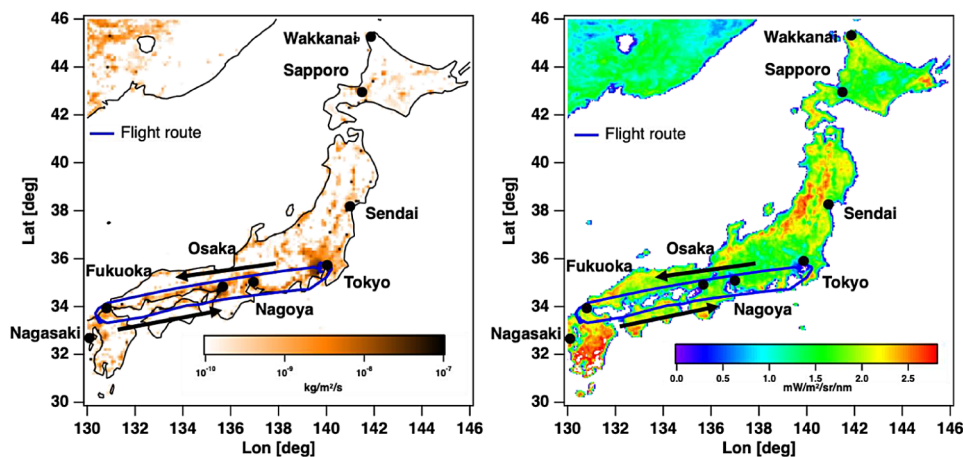 46
44
42
40
38
36
34
32
30
Lat [deg]
Wakkanai
Sapporo
Flight route
Sendai
Osaka
Fukuoka
Tokyo
Nagoya
Nagasaki
10⁻¹⁰ 10⁻⁹ 10⁻⁸ 10⁻⁷
kg/m²/s
130 132 134 136 138 140 142 144 146
Lon [deg]
46
44
42
40
38
36
34
32
30
Lat [deg]
Wakkanai
Sapporo
Flight route
Sendai
Osaka
Fukuoka
Tokyo
Nagoya
Nagasaki
0.0 0.5 1.0 1.5 2.0 2.5
mW/m²/sr/nm
130 132 134 136 138 140 142 144 146
Lon [deg]